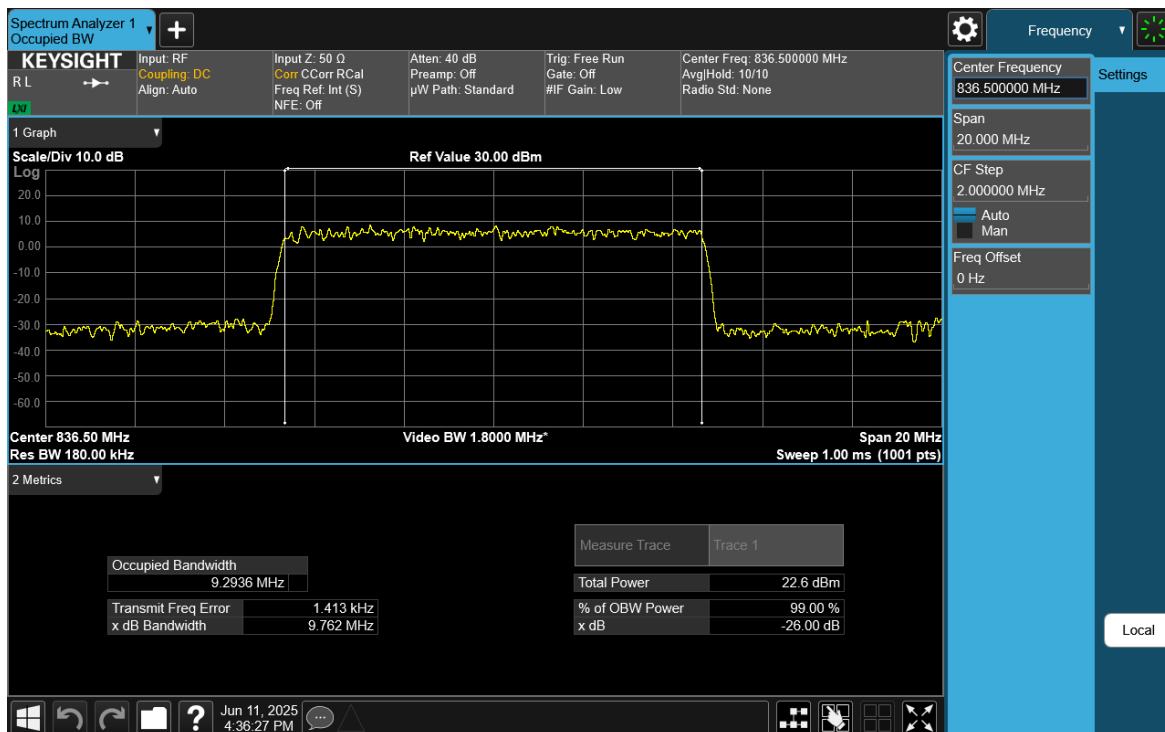 Spectrum Analyzer 1
Occupied BW
Frequency
KEYSIGHT
R L
LXI
Input: RF
Coupling: DC
Align: Auto
Input Z: 50 Ω
Corr CCorr RCal
Freq Ref: Int (S)
NFE: Off
Atten: 40 dB
Preamp: Off
µW Path: Standard
Trig: Free Run
Gate: Off
#IF Gain: Low
Center Freq: 836.500000 MHz
Avg|Hold: 10/10
Radio Std: None
Center Frequency
836.500000 MHz
Settings
Span
20.000 MHz
CF Step
2.000000 MHz
Auto
Man
Freq Offset
0 Hz
Local
1 Graph
Scale/Div 10.0 dB
Ref Value 30.00 dBm
Log
20.0
10.0
0.00
-10.0
-20.0
-30.0
-40.0
-50.0
-60.0
Center 836.50 MHz
Video BW 1.8000 MHz*
Span 20 MHz
Res BW 180.00 kHz
Sweep 1.00 ms (1001 pts)
2 Metrics
Measure Trace
Trace 1
Occupied Bandwidth
9.2936 MHz
Total Power
22.6 dBm
Transmit Freq Error
1.413 kHz
% of OBW Power
99.00 %
x dB Bandwidth
9.762 MHz
x dB
-26.00 dB
?
Jun 11, 2025
4:36:27 PM